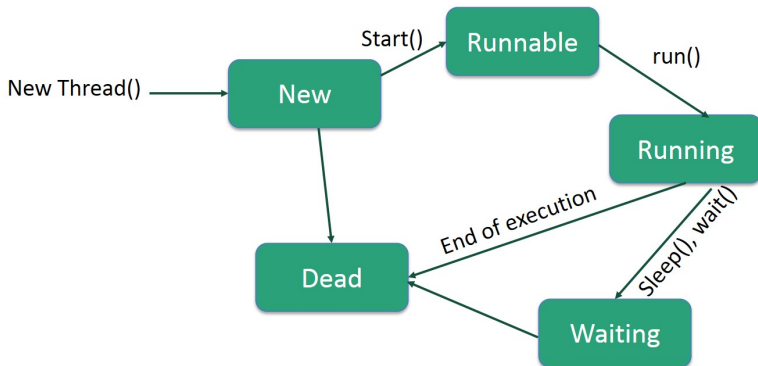 Start()
Runnable
run()
New Thread()
New
Running
End of execution
Sleep(), wait()
Dead
Waiting